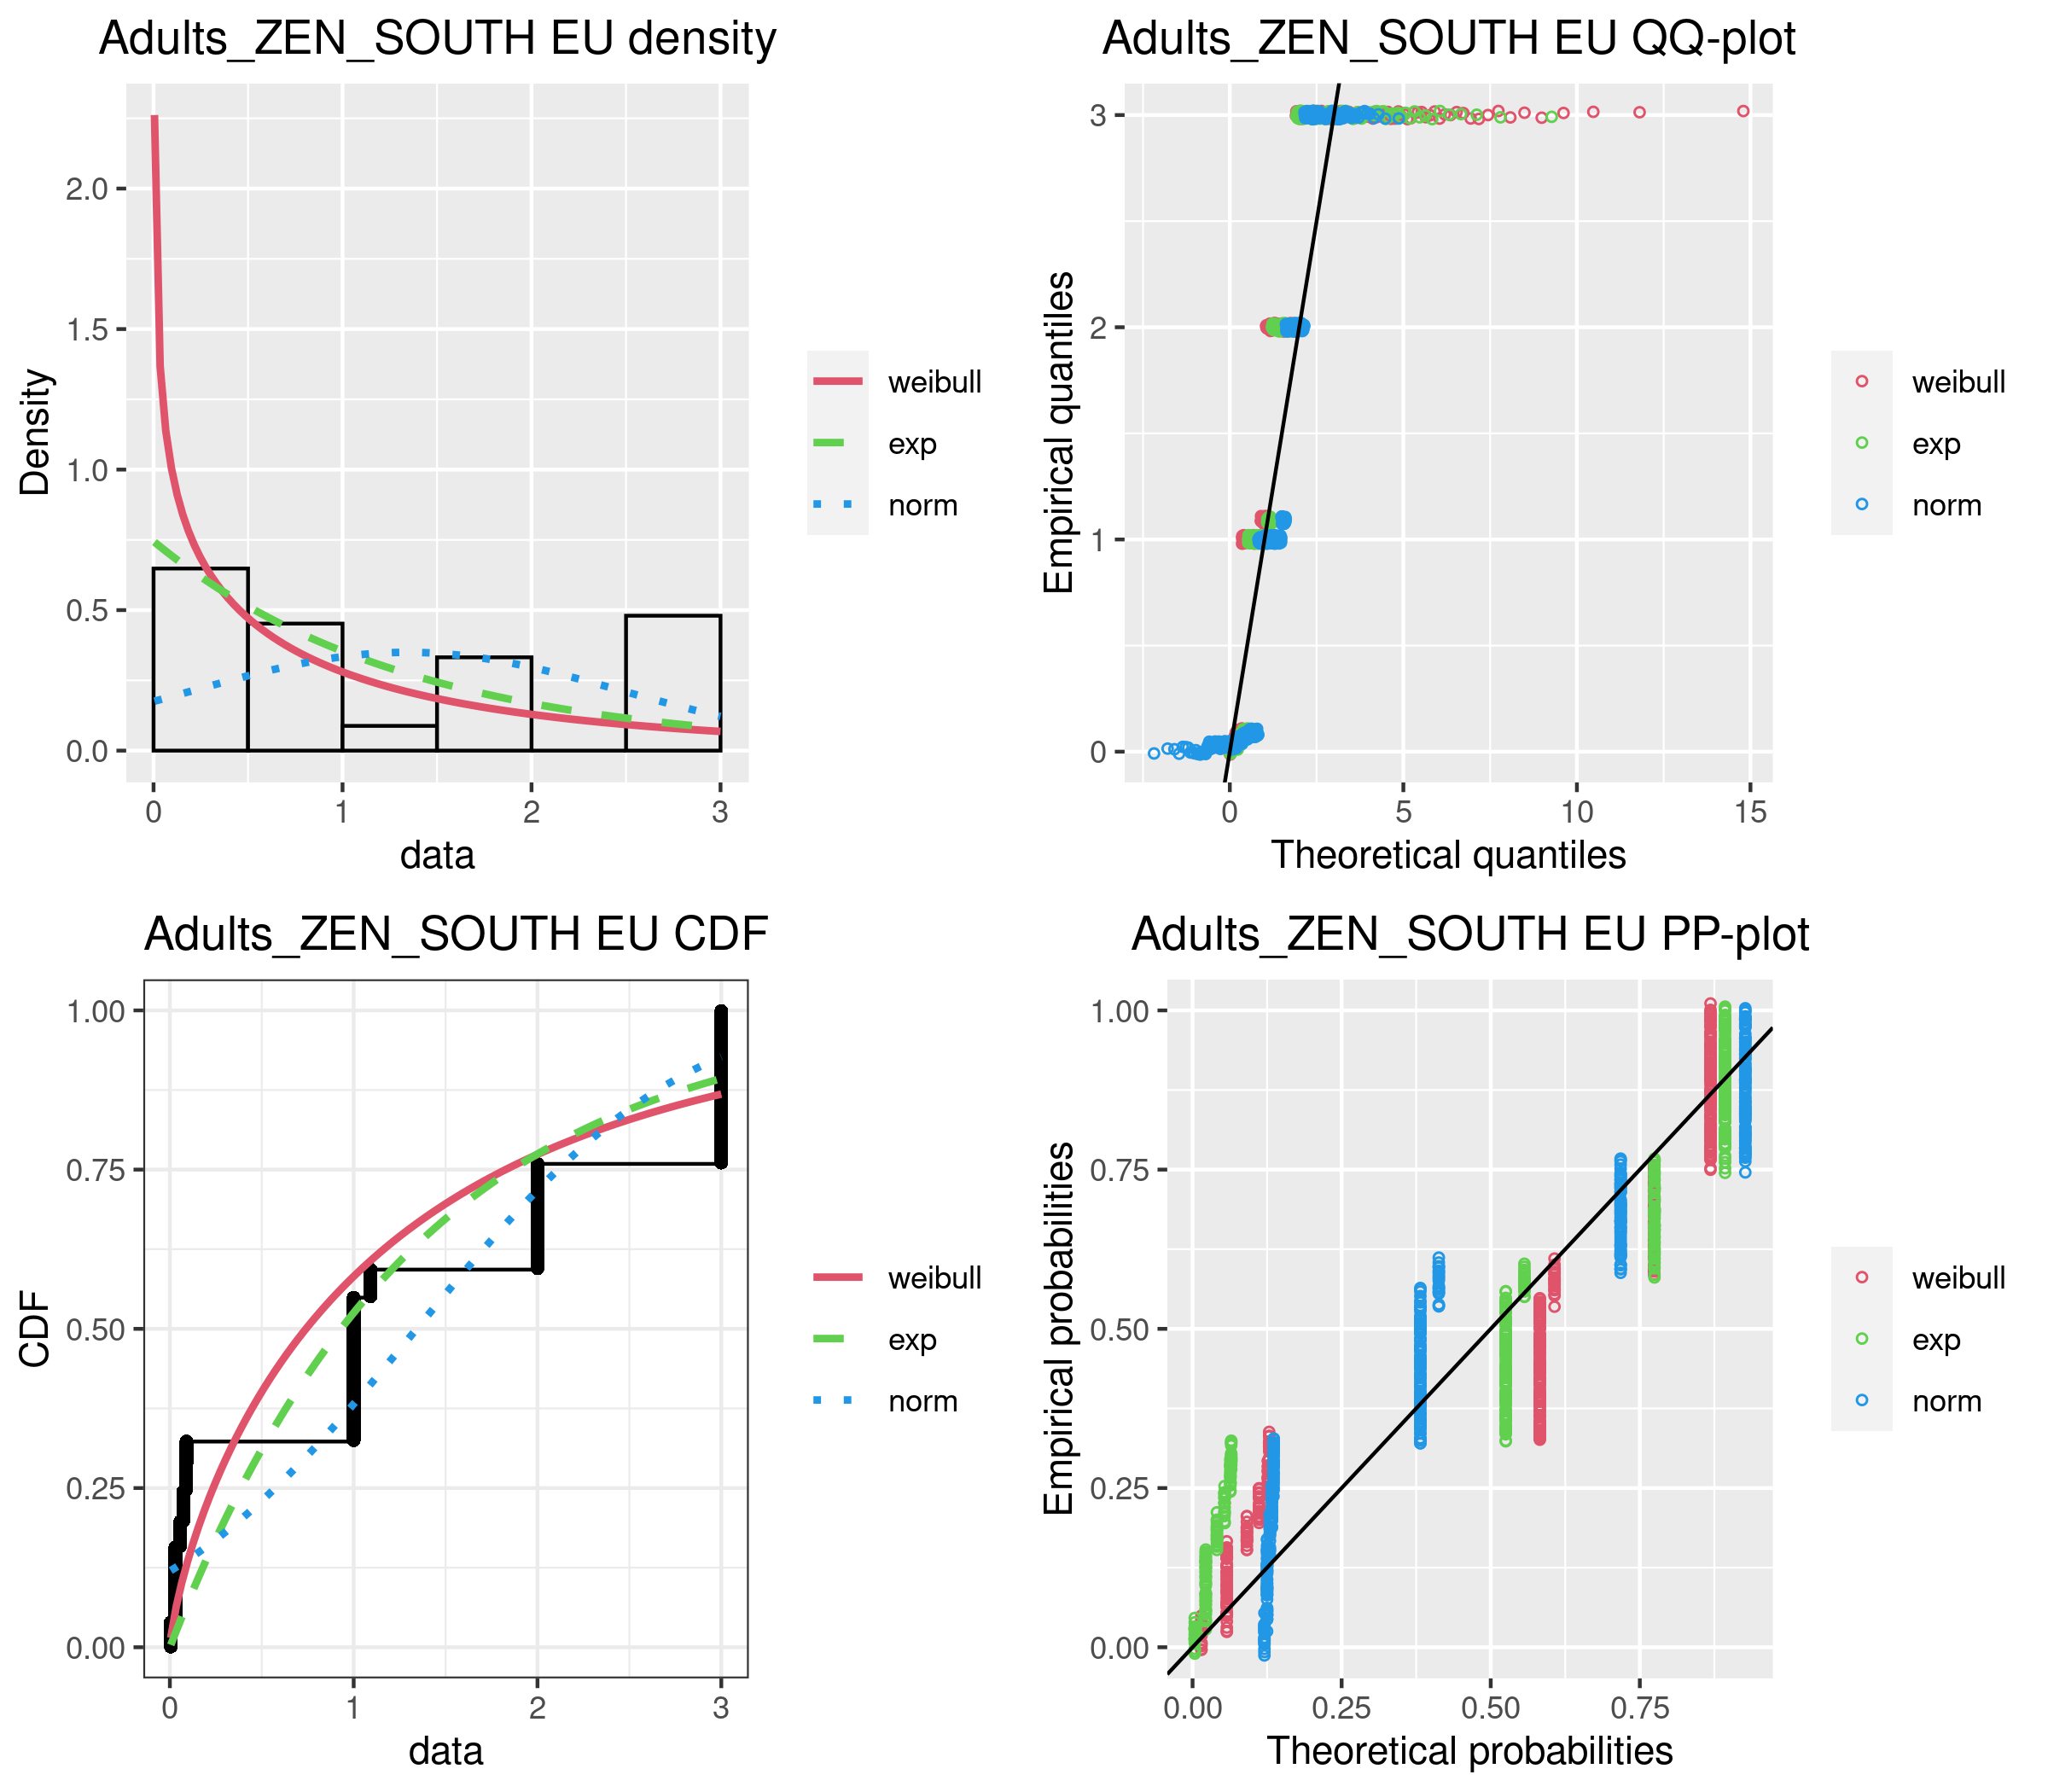 Adults_ZEN_SOUTH EU density
Density
2.0
1.5
1.0
0.5
0.0
0 1 2 3
data
weibull
exp
norm
Adults_ZEN_SOUTH EU QQ-plot
Empirical quantiles
3
2
1
0
0 5 10 15
Theoretical quantiles
weibull
exp
norm
Adults_ZEN_SOUTH EU CDF
CDF
1.00
0.75
0.50
0.25
0.00
0 1 2 3
data
weibull
exp
norm
Adults_ZEN_SOUTH EU PP-plot
Empirical probabilities
1.00
0.75
0.50
0.25
0.00
0.00 0.25 0.50 0.75
Theoretical probabilities
weibull
exp
norm